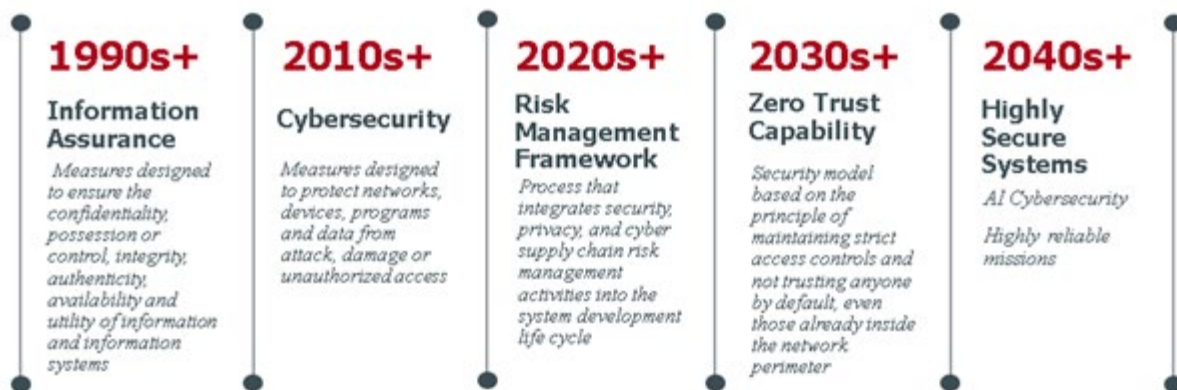 1990s+
Information
Assurance
Measures designed
to ensure the
confidentiality,
possession or
control, integrity,
authenticity,
availability and
utility of information
and information
systems
2010s+
Cybersecurity
Measures designed
to protect networks,
devices, programs
and data from
attack, damage or
unauthorized access
2020s+
Risk
Management
Framework
Process that
integrates security,
privacy, and cyber
supply chain risk
management
activities into the
system development
life cycle
2030s+
Zero Trust
Capability
Security model
based on the
principle of
maintaining strict
access controls and
not trusting anyone
by default, even
those already inside
the network
perimeter
2040s+
Highly
Secure
Systems
AI Cybersecurity
Highly reliable
missions